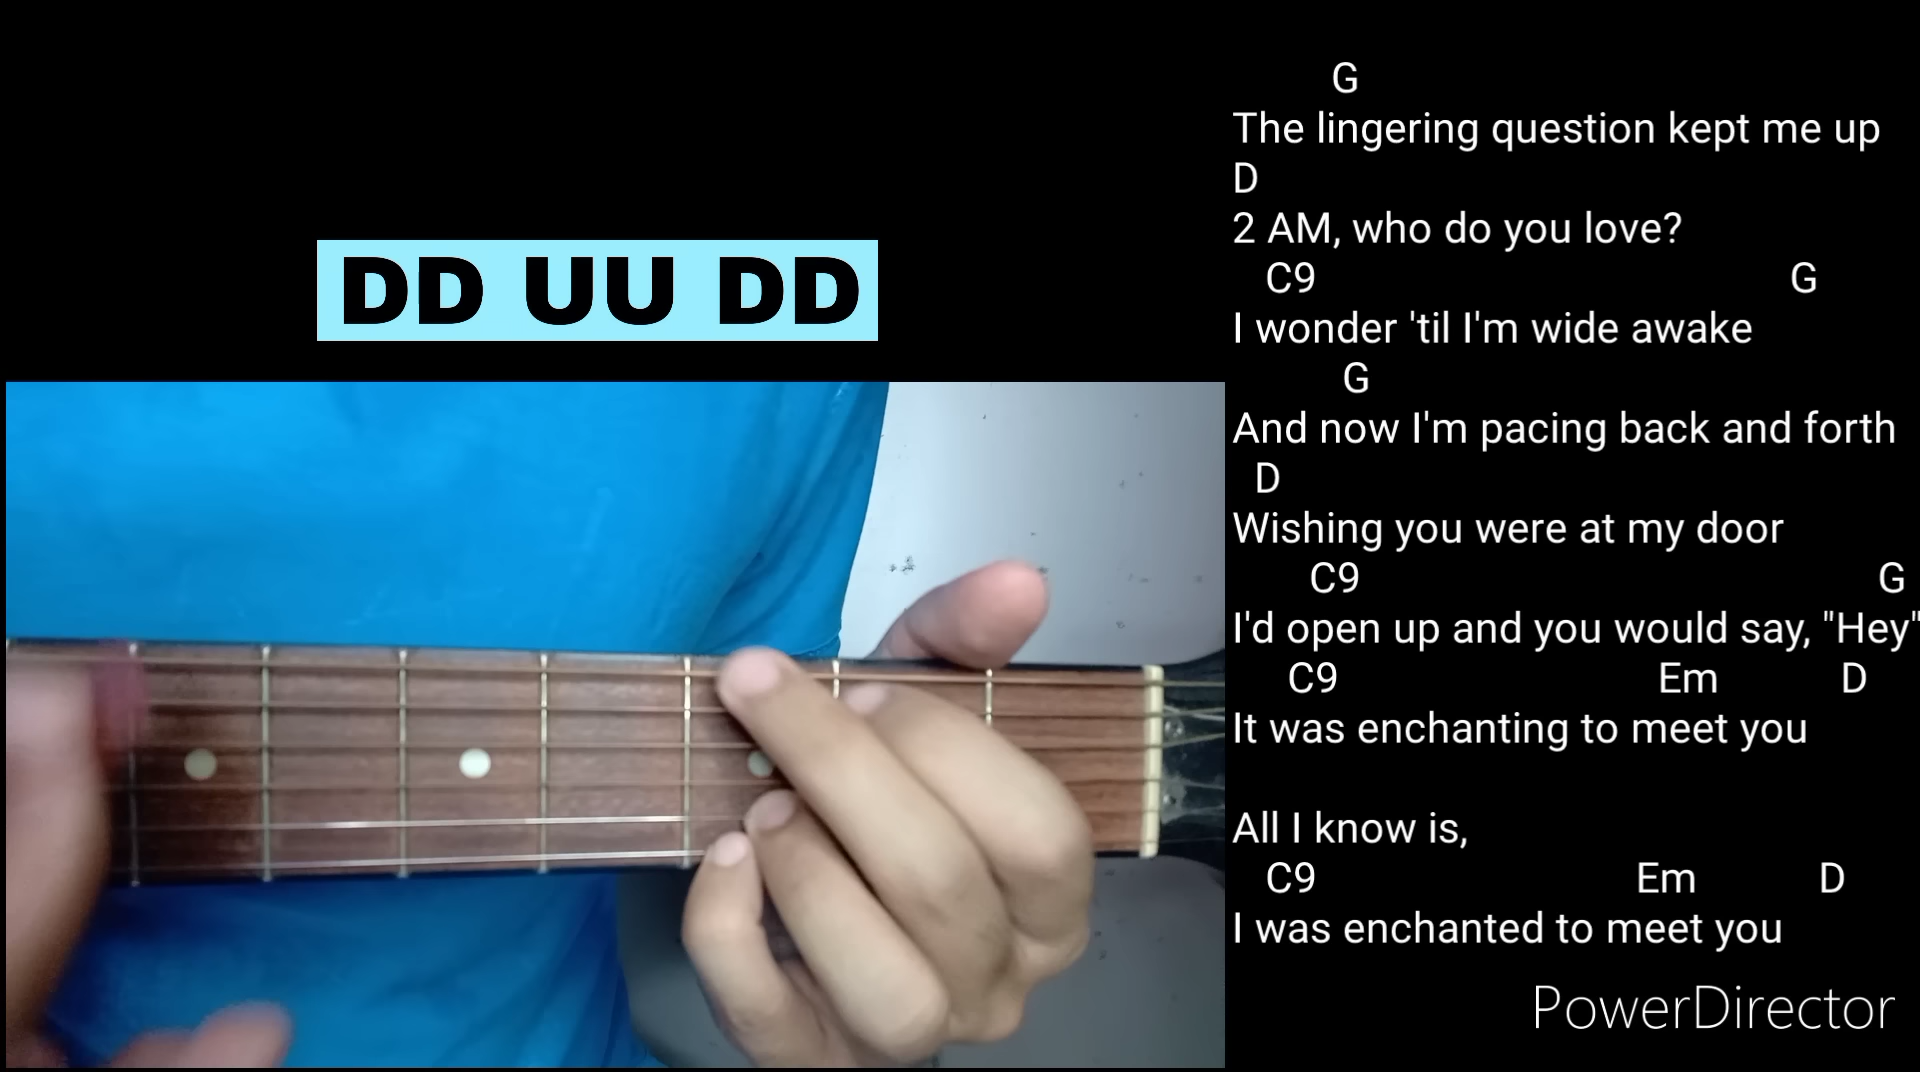 DD UU DD
G
The lingering question kept me up
D
2 AM, who do you love?
C9 G
I wonder 'til I'm wide awake
G
And now I'm pacing back and forth
D
Wishing you were at my door
C9 G
I'd open up and you would say, "Hey"
C9 Em D
It was enchanting to meet you
All I know is,
C9 Em D
I was enchanted to meet you
PowerDirector